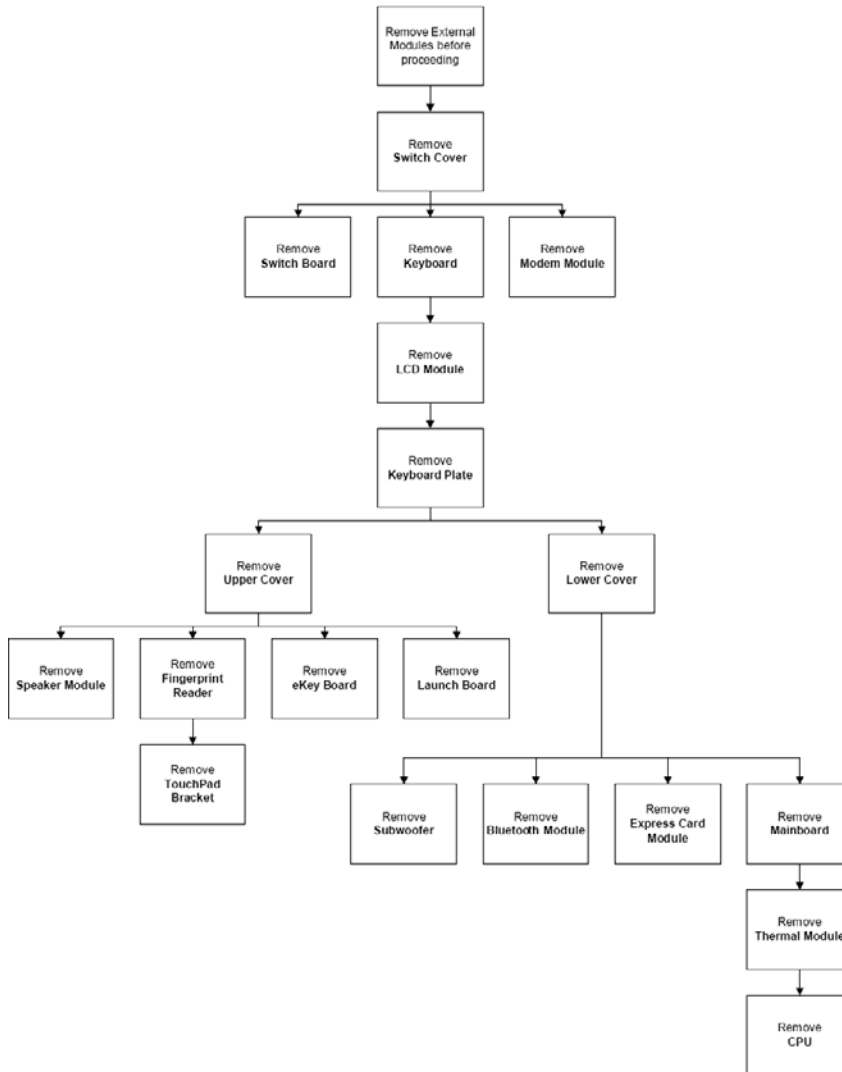 Remove External
Modules before
proceeding
Remove
Switch Cover
Remove
Switch Board
Remove
Keyboard
Remove
Modem Module
Remove
LCD Module
Remove
Keyboard Plate
Remove
Upper Cover
Remove
Lower Cover
Remove
Speaker Module
Remove
Fingerprint
Reader
Remove
eKey Board
Remove
Launch Board
Remove
TouchPad
Bracket
Remove
Subwoofer
Remove
Bluetooth Module
Remove
Express Card
Module
Remove
Mainboard
Remove
Thermal Module
Remove
CPU